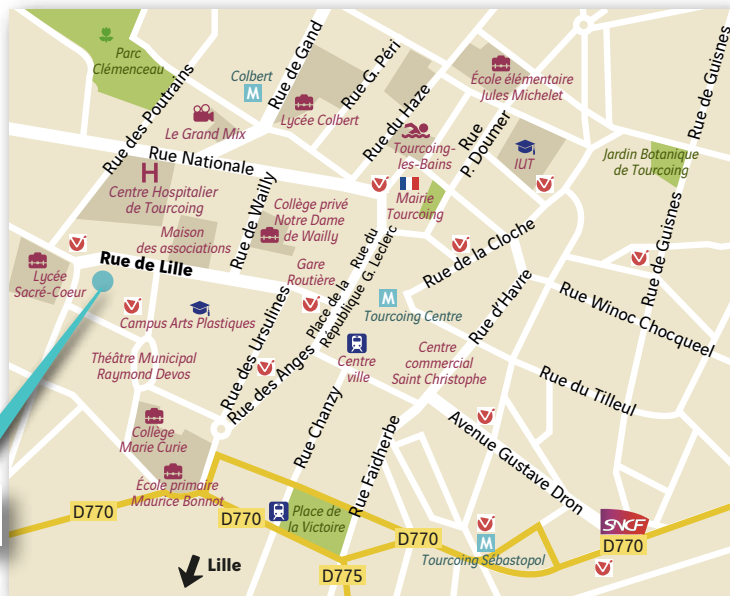 Parc
Clémenceau
Rue des Poutrains
Colbert
M
Rue de Gand
Rue G. Péri
Lycée Colbert
Le Grand Mix
Rue du Haze
École élémentaire
Jules Michelet
Rue de Guisnes
Rue Nationale
Tourcoing-
les-Bains
Rue
P. Doumer
IUT
Jardin Botanique
de Tourcoing
H
Centre Hospitalier
de Tourcoing
Rue de Wailly
Collège privé
Notre Dame
de Wailly
Mairie
Tourcoing
Maison
des associations
Rue de Lille
Lycée
Sacré-Coeur
Gare
Routière
Rue du
G. Leclerc
Place de la
République
Rue de la Cloche
Rue de Guisnes
M
Tourcoing Centre
Rue Winoc Chocqueel
Rue d'Havre
Campus Arts Plastiques
Rue des Ursulines
Centre
ville
Centre
commercial
Saint Christophe
Théâtre Municipal
Raymond Devos
Rue des Anges
Rue du Tilleul
Collège
Marie Curie
Rue Chanzy
Rue Faidherbe
Avenue Gustave Dron
École primaire
Maurice Bonnot
D770
D770
Place de
la Victoire
D770
SNCF
D770
M
Tourcoing Sébastopol
Lille
D775